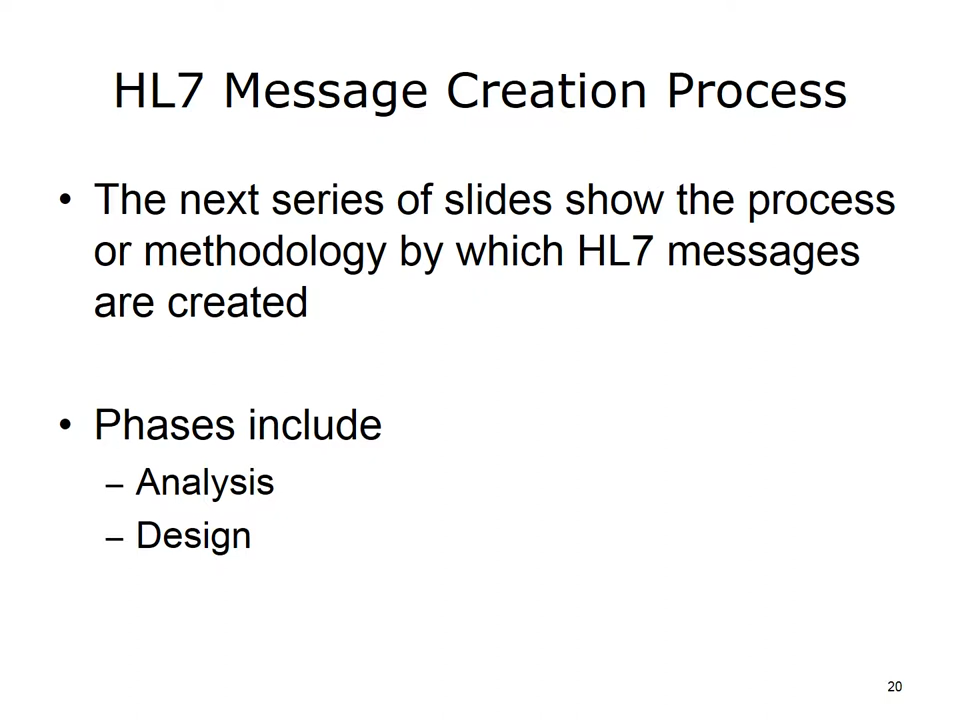 HL7 Message Creation Process
• The next series of slides show the process
or methodology by which HL7 messages
are created
• Phases include
– Analysis
– Design
20